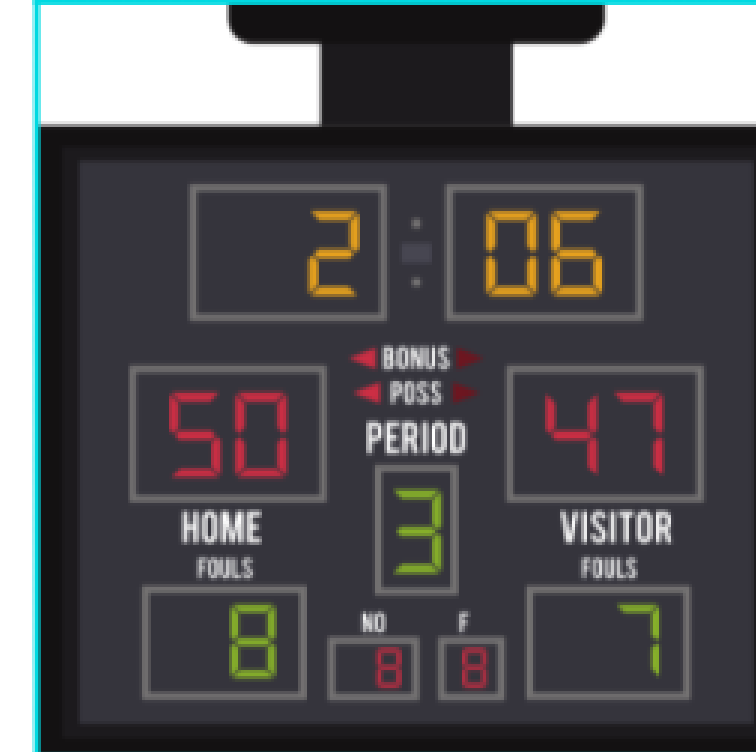 2 : 06
BONUS
POSS
50 PERIOD 47
HOME 3 VISITOR
FOULS FOULS
8 NO F 7
8 8